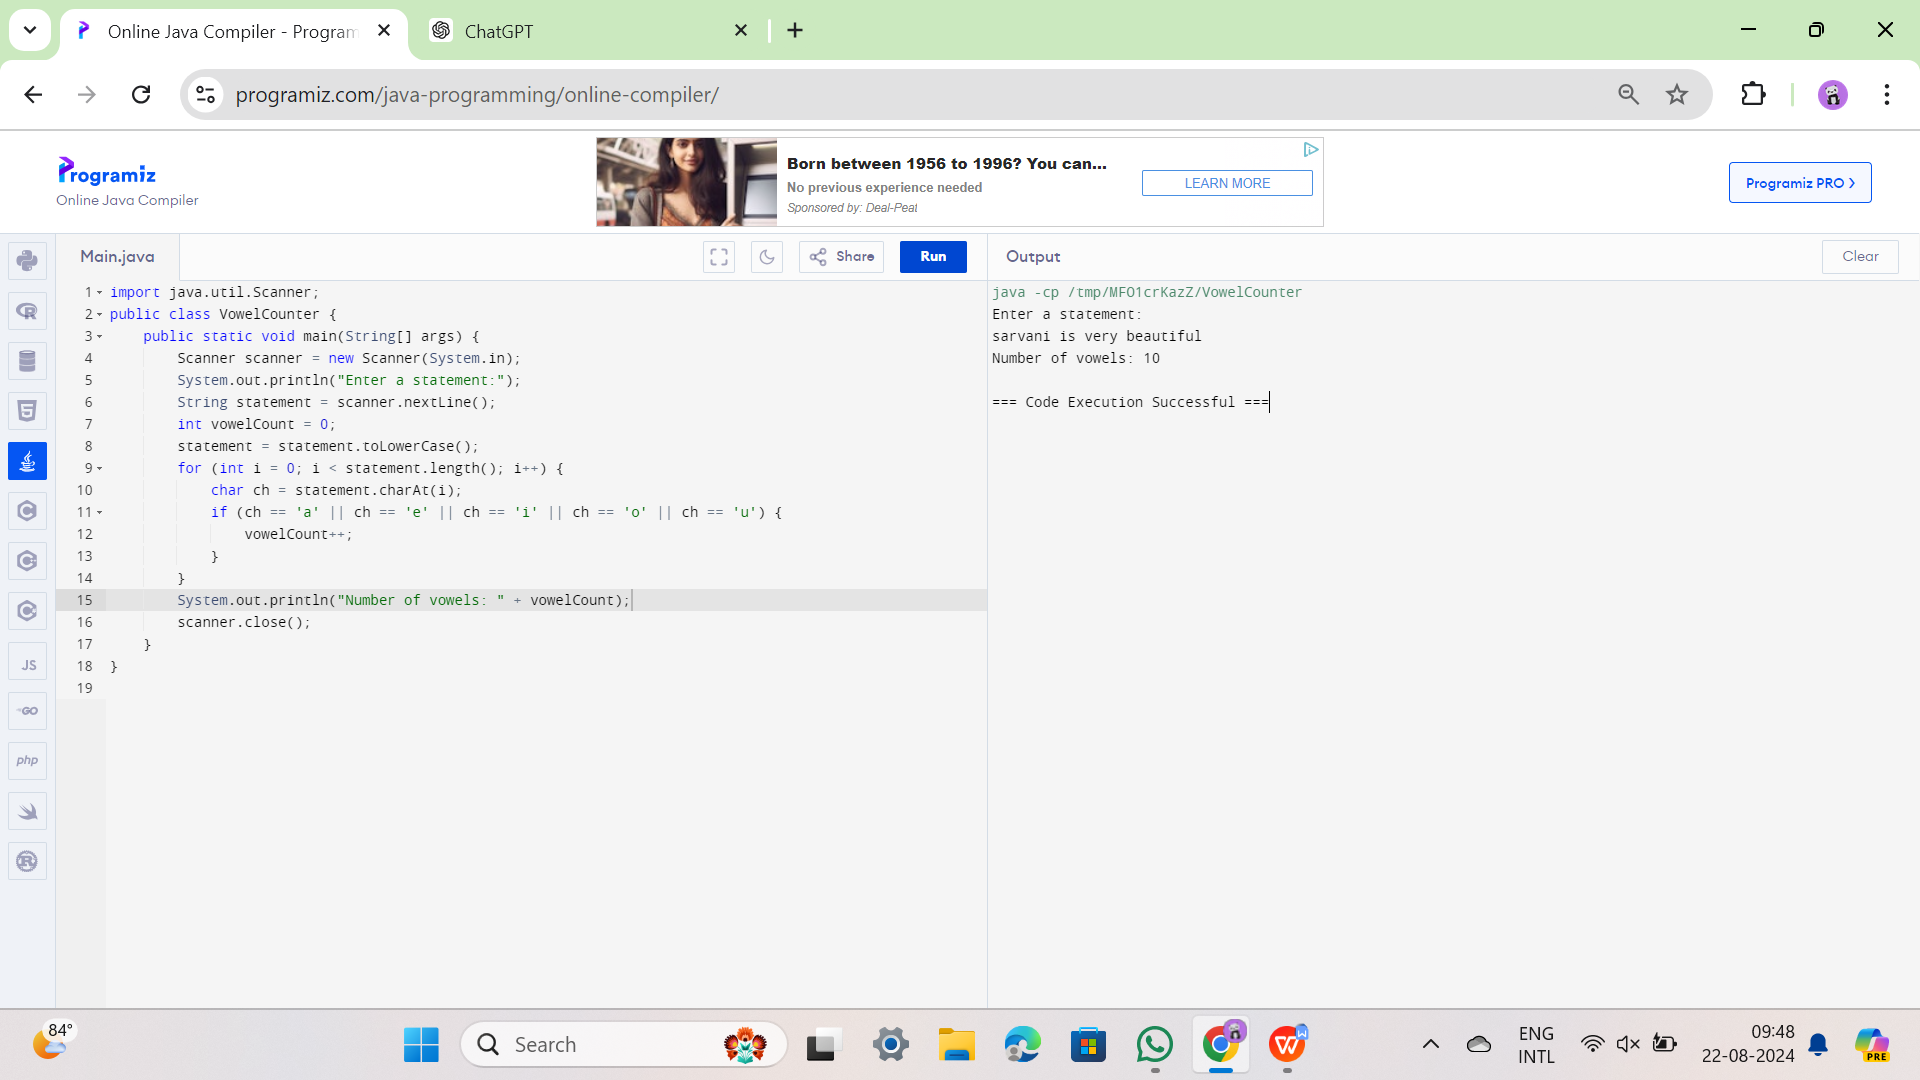 Online Java Compiler - Program
ChatGPT
programiz.com/java-programming/online-compiler/
Programiz
Online Java Compiler
Born between 1956 to 1996? You can...
No previous experience needed
Sponsored by: Deal-Peat
LEARN MORE
Programiz PRO
Main.java
Share
Run
Output
Clear
1 import java.util.Scanner;
2 public class VowelCounter {
3 public static void main(String[] args) {
4 Scanner scanner = new Scanner(System.in);
5 System.out.println("Enter a statement:");
6 String statement = scanner.nextLine();
7 int vowelCount = 0;
8 statement = statement.toLowerCase();
9 for (int i = 0; i < statement.length(); i++) {
10 char ch = statement.charAt(i);
11 if (ch == 'a' || ch == 'e' || ch == 'i' || ch == 'o' || ch == 'u') {
12 vowelCount++;
13 }
14 }
15 System.out.println("Number of vowels: " + vowelCount);
16 scanner.close();
17 }
18 }
19
java -cp /tmp/MFO1crKazZ/VowelCounter
Enter a statement:
sarvani is very beautiful
Number of vowels: 10
=== Code Execution Successful ===
JS
GO
php
84°
Search
W
ENG
INTL
09:48
22-08-2024
PRE